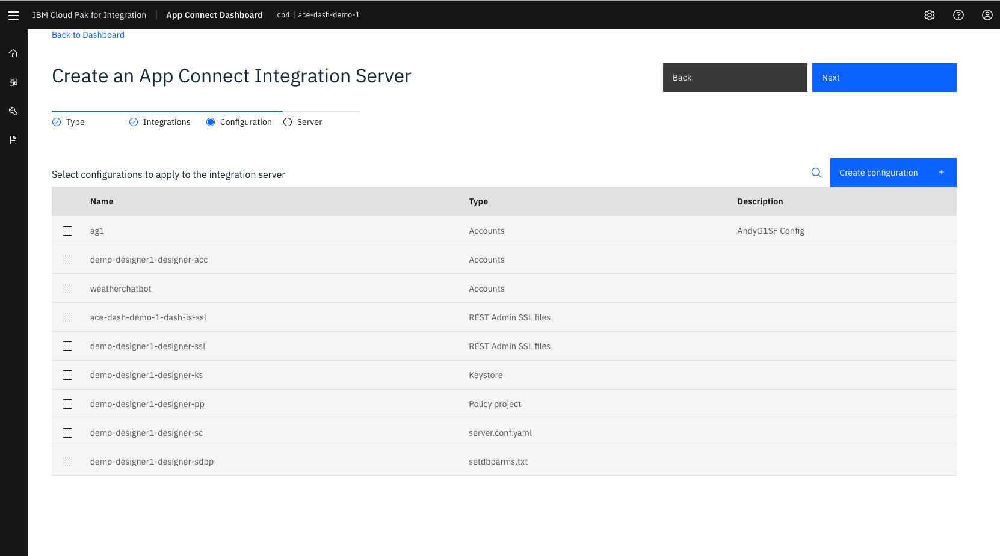 IBM Cloud Pak for Integration App Connect Dashboard cp4i | ace-dash-demo-1
Back to Dashboard
Create an App Connect Integration Server
Back Next
Type Integrations Configuration Server
Select configurations to apply to the integration server
Create configuration +
Name Type Description
ag1 Accounts AndyG1SF Config
demo-designer1-designer-acc Accounts
weatherchatbot Accounts
ace-dash-demo-1-dash-is-ssl REST Admin SSL files
demo-designer1-designer-ssl REST Admin SSL files
demo-designer1-designer-ks Keystore
demo-designer1-designer-pp Policy project
demo-designer1-designer-sc server.conf.yaml
demo-designer1-designer-sdbp setdbparms.txt